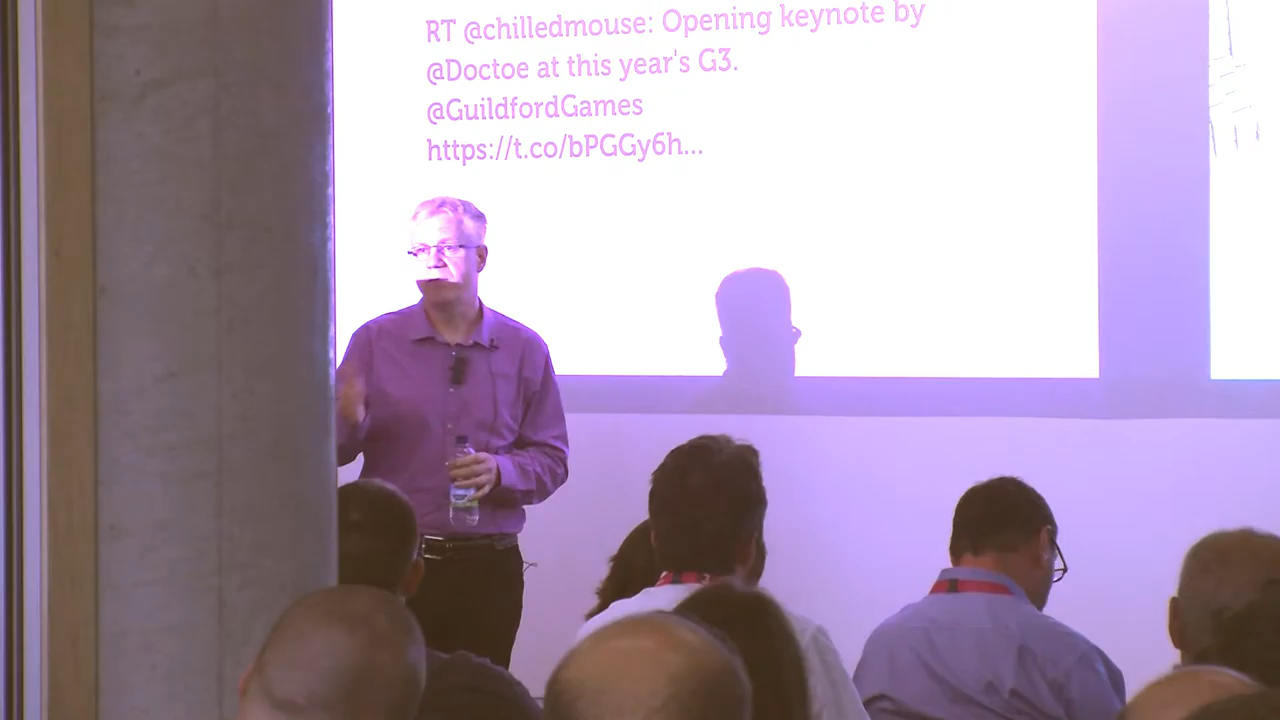 RT @chilledmouse: Opening keynote by
@Doctoe at this year's G3.
@GuildfordGames
https://t.co/bPGGy6h...